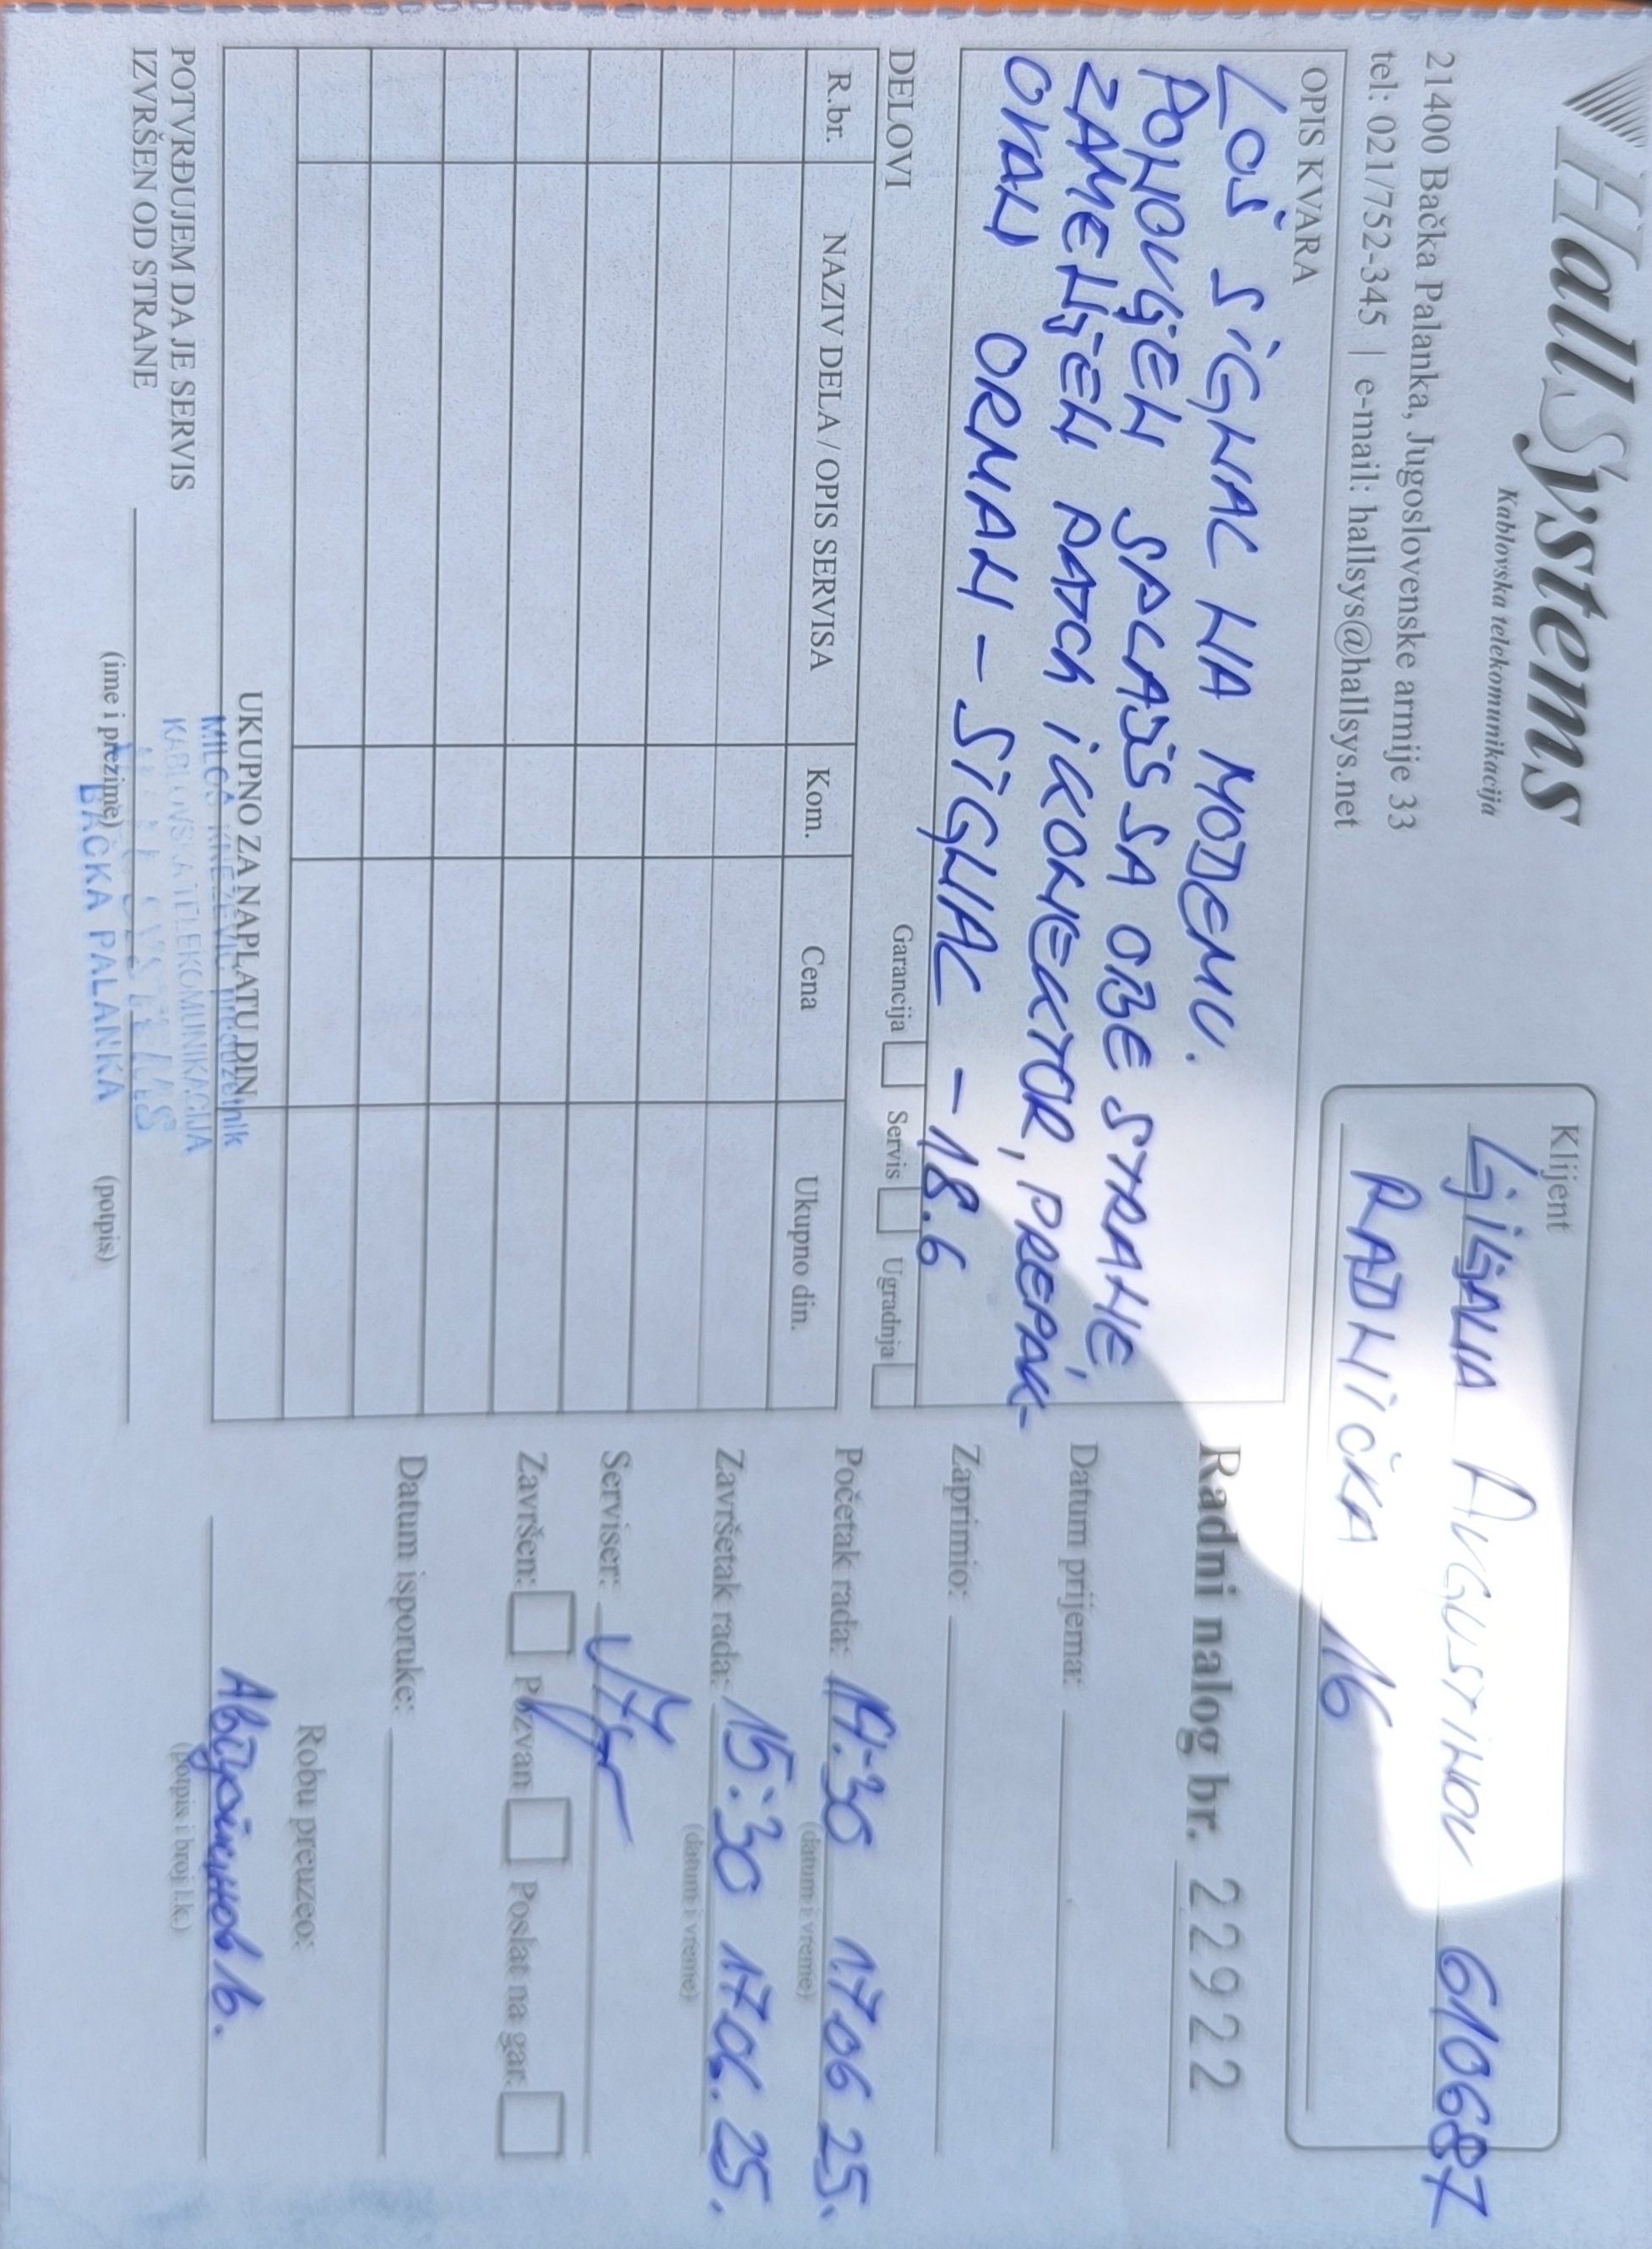 HallSystems
Kablovska telekomunikacija
21400 Bačka Palanka, Jugoslovenske armije 33
tel: 021/752-345 | e-mail: hallsys@hallsys.net
Klijent
LJILJANA AVGUSTINOV 610687
RADNIČKA 16
OPIS KVARA
LOŠ SIGNAL NA MODEMU.
PONOVLJEN SPLAJS SA OBE STRANE,
ZAMENJEN PATCH I KONEKTOR, PREPAK-
OVAN ORMAN - SIGNAL -18.6
DELOVI
Garancija Servis Ugradnja
R.br. NAZIV DELA / OPIS SERVISA Kom. Cena Ukupno din.
UKUPNO ZA NAPLATU DIN.
Radni nalog br. 22922
Datum prijema:
Zaprimio:
Početak rada: 14:30 17 06 25.
(datum i vreme)
Završetak rada: 15:30 17 06. 25.
(datum i vreme)
Serviser:
Završen: Pozvan Poslat na gar.
Datum isporuke:
Robu preuzeo:
(potpis i broj l.k.)
POTVRĐUJEM DA JE SERVIS
IZVRŠEN OD STRANE
(ime i prezime) (potpis)
MILOŠ KNEŽEVIĆ preduzetnik
KABLOVSKA TELEKOMUNIKACIJA
BAČKA PALANKA